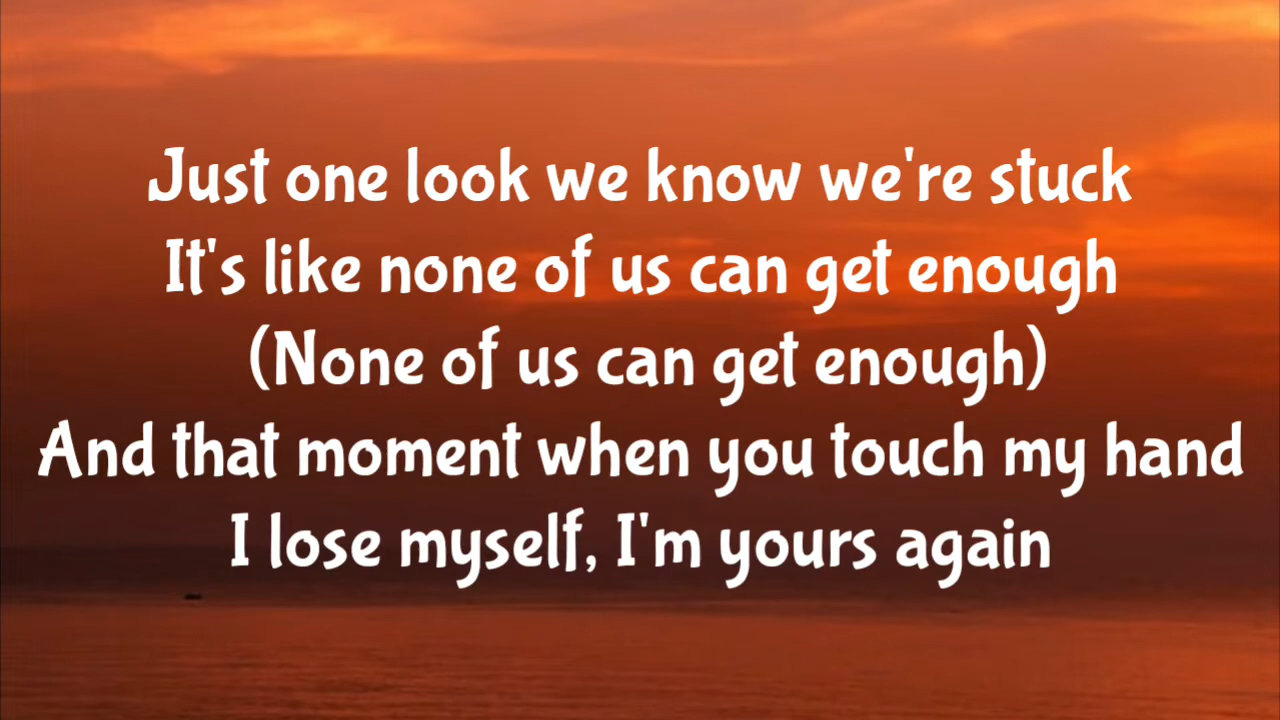 Just one look we know we're stuck
It's like none of us can get enough
(None of us can get enough)
And that moment when you touch my hand
I lose myself, I'm yours again